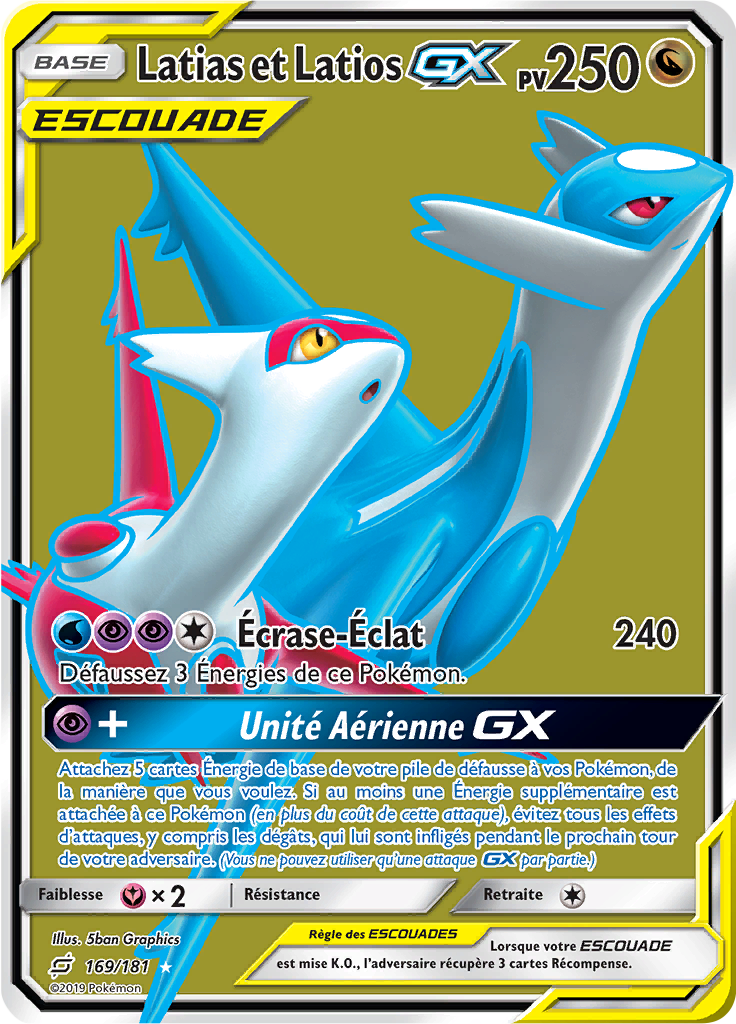 BASE Latias et Latios GX PV250
ESCOUADE
Écrase-Éclat 240
Défaussez 3 Énergies de ce Pokémon.
+ Unité Aérienne GX
Attachez 5 cartes Énergie de base de votre pile de défausse à vos Pokémon, de
la manière que vous voulez. Si au moins une Énergie supplémentaire est
attachée à ce Pokémon (en plus du coût de cette attaque), évitez tous les effets
d'attaques, y compris les dégâts, qui lui sont infligés pendant le prochain tour
de votre adversaire. (Vous ne pouvez utiliser qu'une attaque GX par partie.)
Faiblesse ×2 Résistance Retraite
Illus. 5ban Graphics
169/181
©2019 Pokémon
Règle des ESCOUADES
Lorsque votre ESCOUADE
est mise K.O., l'adversaire récupère 3 cartes Récompense.